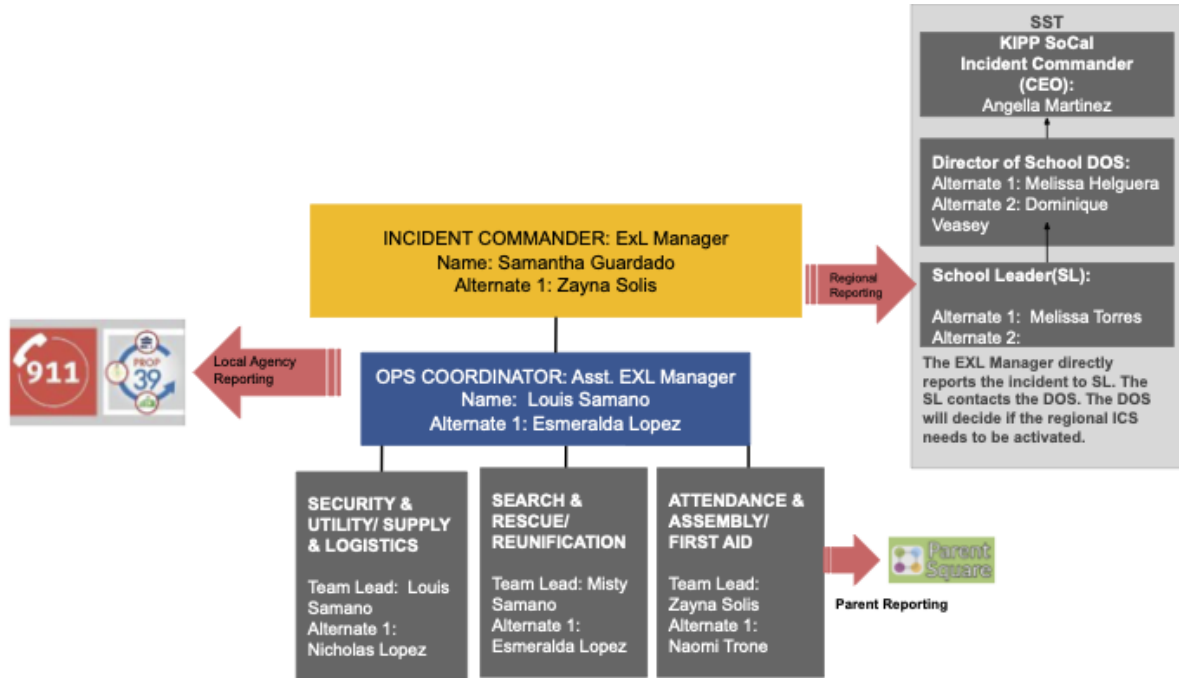 SST
KIPP SoCal
Incident Commander
(CEO):
Angella Martinez
Director of School DOS:
Alternate 1: Melissa Helguera
Alternate 2: Dominique
Veasey
School Leader(SL):
Alternate 1:  Melissa Torres
Alternate 2:
The EXL Manager directly
reports the incident to SL. The
SL contacts the DOS. The DOS
will decide if the regional ICS
needs to be activated.
INCIDENT COMMANDER: ExL Manager
Name: Samantha Guardado
Alternate 1: Zayna Solis
Regional
Reporting
911
PROP
39
Local Agency
Reporting
OPS COORDINATOR: Asst. EXL Manager
Name:  Louis Samano
Alternate 1: Esmeralda Lopez
SECURITY &
UTILITY/ SUPPLY
& LOGISTICS
Team Lead:  Louis
Samano
Alternate 1:
Nicholas Lopez
SEARCH &
RESCUE/
REUNIFICATION
Team Lead: Misty
Samano
Alternate 1:
Esmeralda Lopez
ATTENDANCE &
ASSEMBLY/
FIRST AID
Team Lead:
Zayna Solis
Alternate 1:
Naomi Trone
Parent
Square
Parent Reporting